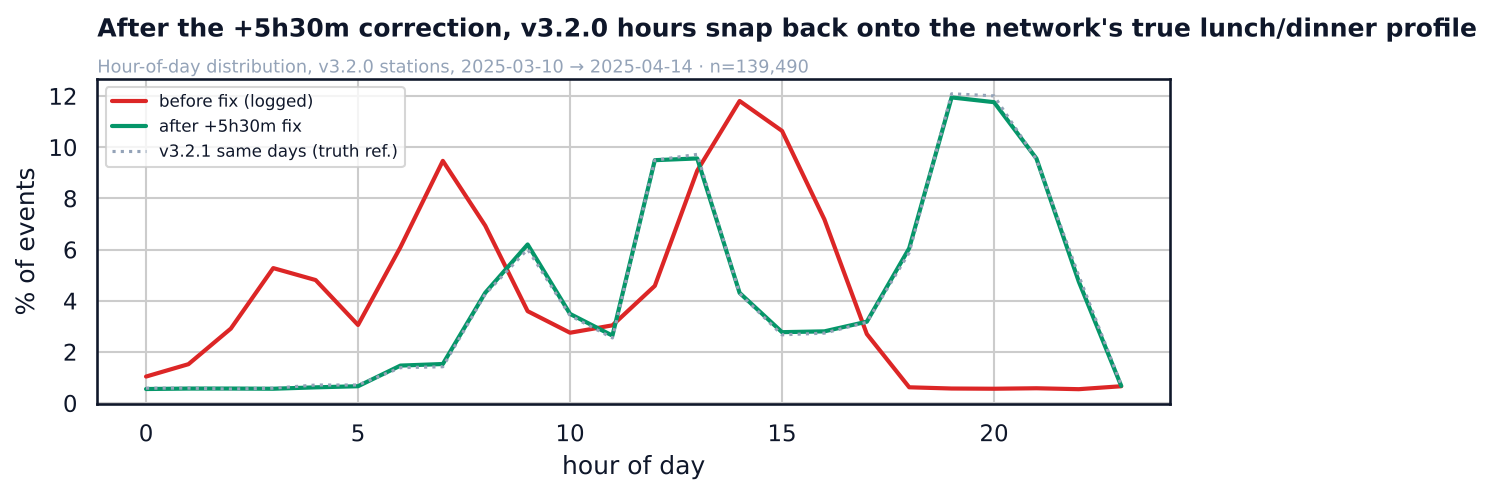 After the +5h30m correction, v3.2.0 hours snap back onto the network's true lunch/dinner profile
Hour-of-day distribution, v3.2.0 stations, 2025-03-10 → 2025-04-14 · n=139,490
before fix (logged)
after +5h30m fix
v3.2.1 same days (truth ref.)
% of events
12
10
8
6
4
2
0
0 5 10 15 20
hour of day